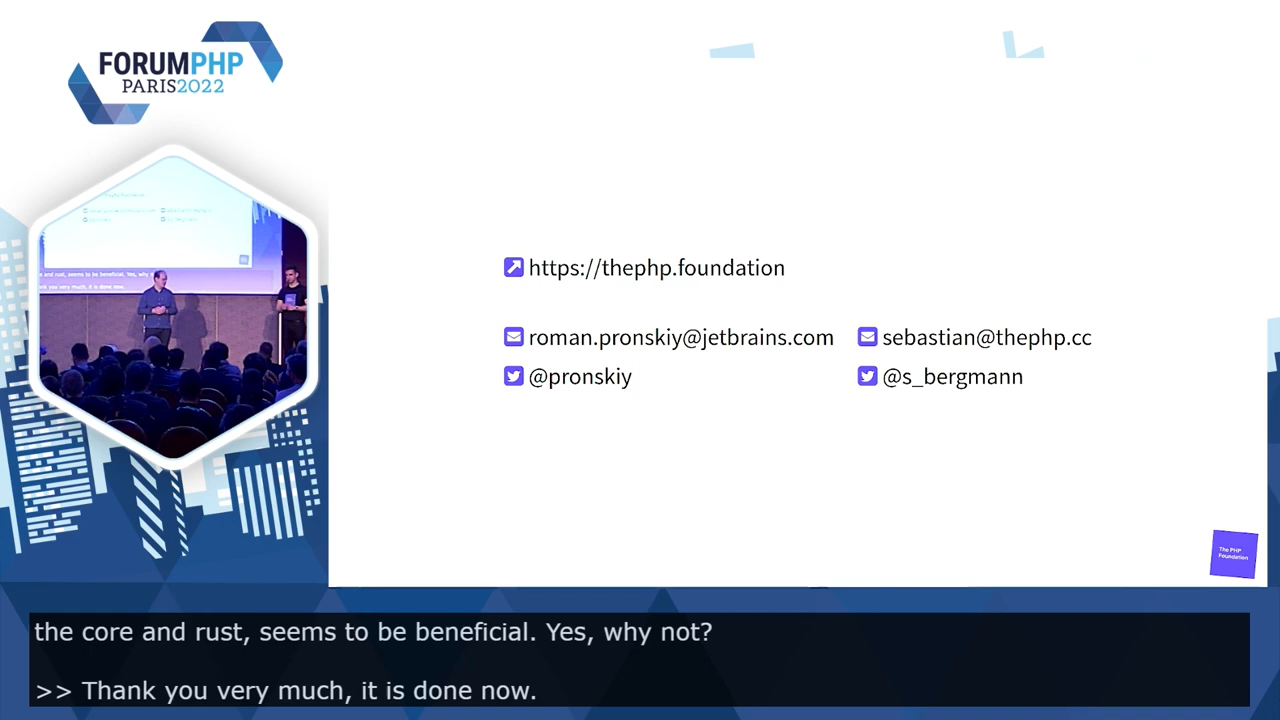 FORUMPHP
PARIS2022
https://thephp.foundation
roman.pronskiy@jetbrains.com
sebastian@thephp.cc
@pronskiy
@s_bergmann
The PHP
Foundation
the core and rust, seems to be beneficial. Yes, why not?
>> Thank you very much, it is done now.